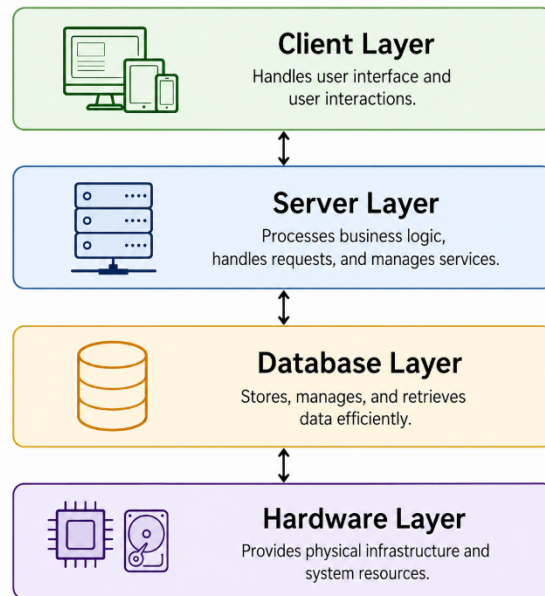 Client Layer
Handles user interface and
user interactions.
Server Layer
Processes business logic,
handles requests, and manages services.
Database Layer
Stores, manages, and retrieves
data efficiently.
Hardware Layer
Provides physical infrastructure and
system resources.